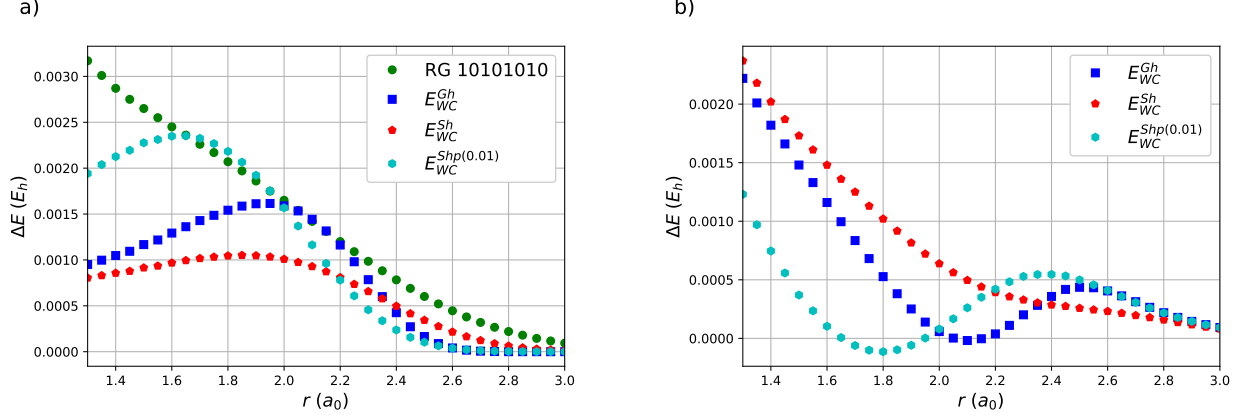 a)
0.0030
0.0025
0.0020
0.0015
0.0010
0.0005
0.0000
ΔE (E_h)
1.4 1.6 1.8 2.0 2.2 2.4 2.6 2.8 3.0
r (a_0)
RG 10101010
E_{WC}^{Gh}
E_{WC}^{Sh}
E_{WC}^{Shp(0.01)}
b)
0.0020
0.0015
0.0010
0.0005
0.0000
ΔE (E_h)
1.4 1.6 1.8 2.0 2.2 2.4 2.6 2.8 3.0
r (a_0)
E_{WC}^{Gh}
E_{WC}^{Sh}
E_{WC}^{Shp(0.01)}